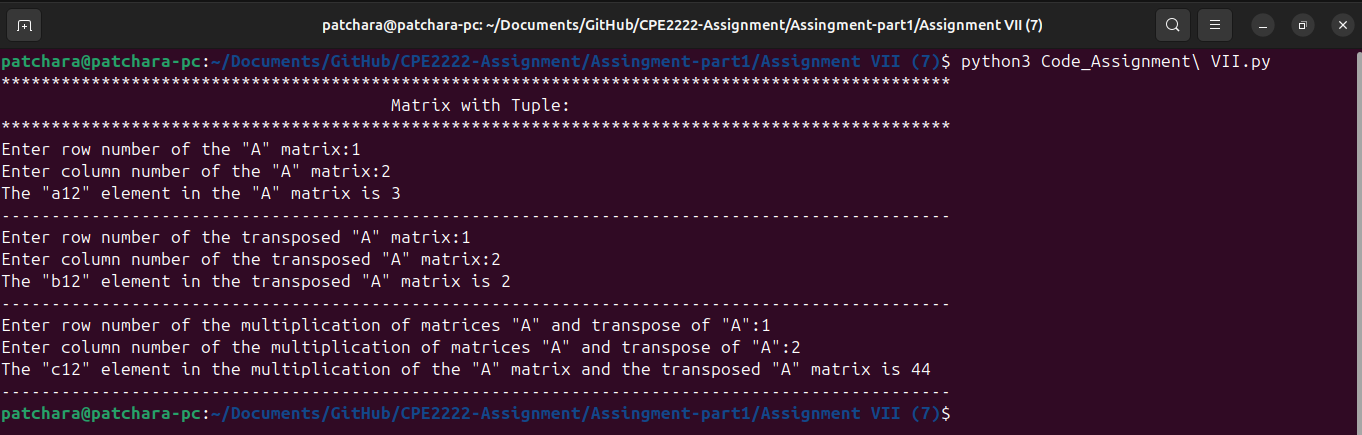 patchara@patchara-pc: ~/Documents/GitHub/CPE2222-Assignment/Assingment-part1/Assignment VII (7)
patchara@patchara-pc:~/Documents/GitHub/CPE2222-Assignment/Assingment-part1/Assignment VII (7)$ python3 Code_Assignment\ VII.py
***********************************************************************************************
Matrix with Tuple:
***********************************************************************************************
Enter row number of the "A" matrix:1
Enter column number of the "A" matrix:2
The "a12" element in the "A" matrix is 3
-----------------------------------------------------------------------------------------------
Enter row number of the transposed "A" matrix:1
Enter column number of the transposed "A" matrix:2
The "b12" element in the transposed "A" matrix is 2
-----------------------------------------------------------------------------------------------
Enter row number of the multiplication of matrices "A" and transpose of "A":1
Enter column number of the multiplication of matrices "A" and transpose of "A":2
The "c12" element in the multiplication of the "A" matrix and the transposed "A" matrix is 44
-----------------------------------------------------------------------------------------------
patchara@patchara-pc:~/Documents/GitHub/CPE2222-Assignment/Assingment-part1/Assignment VII (7)$